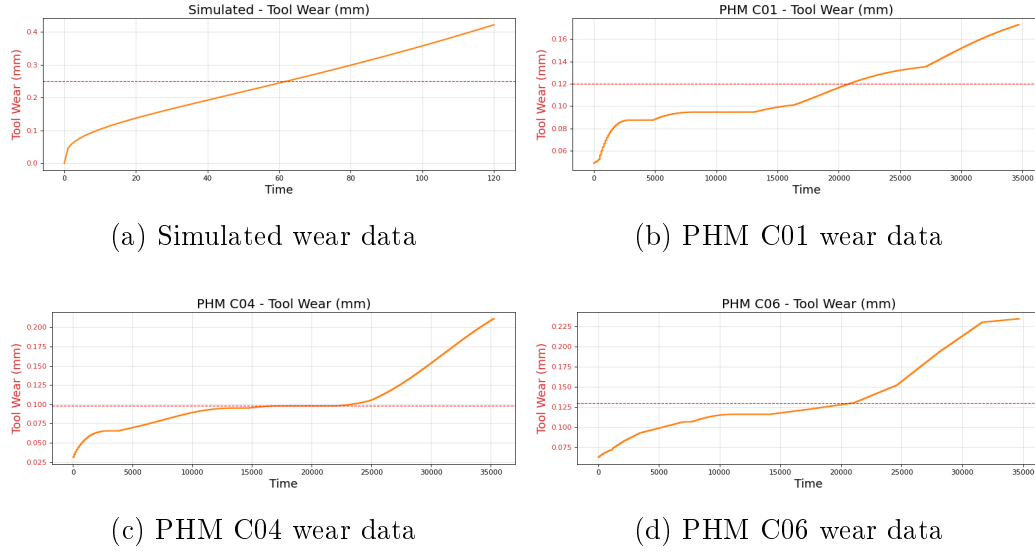 Simulated - Tool Wear (mm)
Tool Wear (mm)
0.4
0.3
0.2
0.1
0.0
0 20 40 60 80 100 120
Time
(a) Simulated wear data
PHM C01 - Tool Wear (mm)
Tool Wear (mm)
0.16
0.14
0.12
0.10
0.08
0.06
0 5000 10000 15000 20000 25000 30000 35000
Time
(b) PHM C01 wear data
PHM C04 - Tool Wear (mm)
Tool Wear (mm)
0.200
0.175
0.150
0.125
0.100
0.075
0.050
0.025
0 5000 10000 15000 20000 25000 30000 35000
Time
(c) PHM C04 wear data
PHM C06 - Tool Wear (mm)
Tool Wear (mm)
0.225
0.200
0.175
0.150
0.125
0.100
0.075
0 5000 10000 15000 20000 25000 30000 35000
Time
(d) PHM C06 wear data